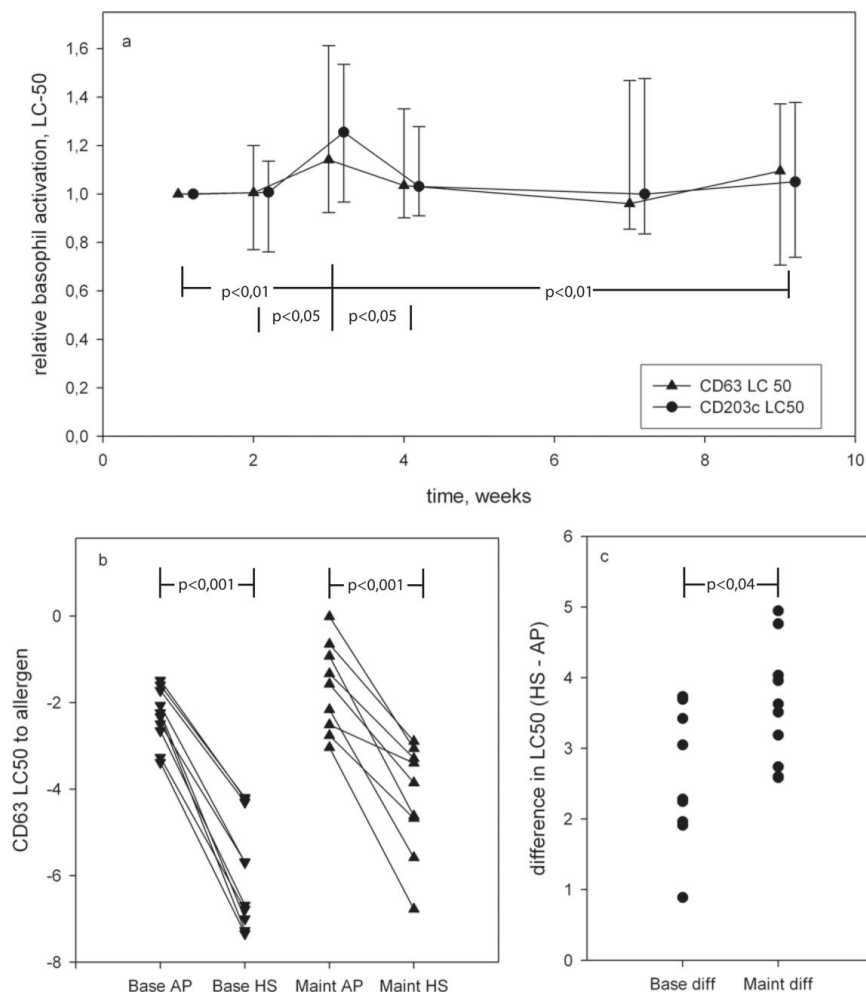 a
1,6
1,4
1,2
1,0
0,8
0,6
0,4
0,2
0,0
relative basophil activation, LC-50
p<0,01
p<0,01
p<0,05
p<0,05
CD63 LC 50
CD203c LC50
0
2
4
6
8
10
time, weeks
b
p<0,001
p<0,001
0
-2
-4
-6
-8
CD63 LC50 to allergen
Base AP
Base HS
Maint AP
Maint HS
c
p<0,04
6
5
4
3
2
1
0
difference in LC50 (HS - AP)
Base diff
Maint diff